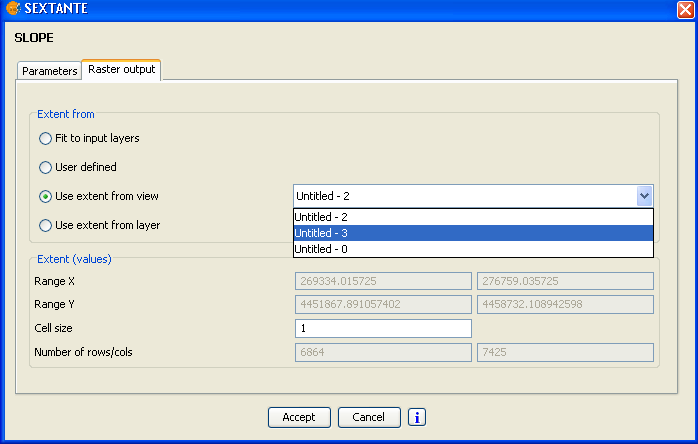 SEXTANTE
SLOPE
Parameters Raster output
Extent from
Fit to input layers
User defined
Use extent from view Untitled - 2
Untitled - 2
Use extent from layer Untitled - 3
Untitled - 0
Extent (values)
Range X 269334.015725 276759.035725
Range Y 4451867.891057402 4458732.108942598
Cell size 1
Number of rows/cols 6864 7425
Accept Cancel i